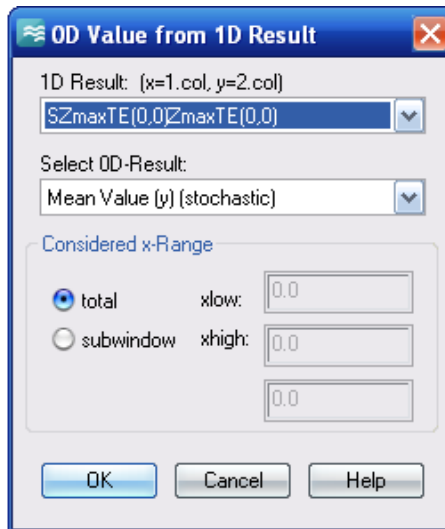 0D Value from 1D Result
1D Result: (x=1.col, y=2.col)
SZmaxTE(0,0)ZmaxTE(0,0)
Select 0D-Result:
Mean Value (y) (stochastic)
Considered x-Range
total xlow: 0.0
subwindow xhigh: 0.0
0.0
OK Cancel Help